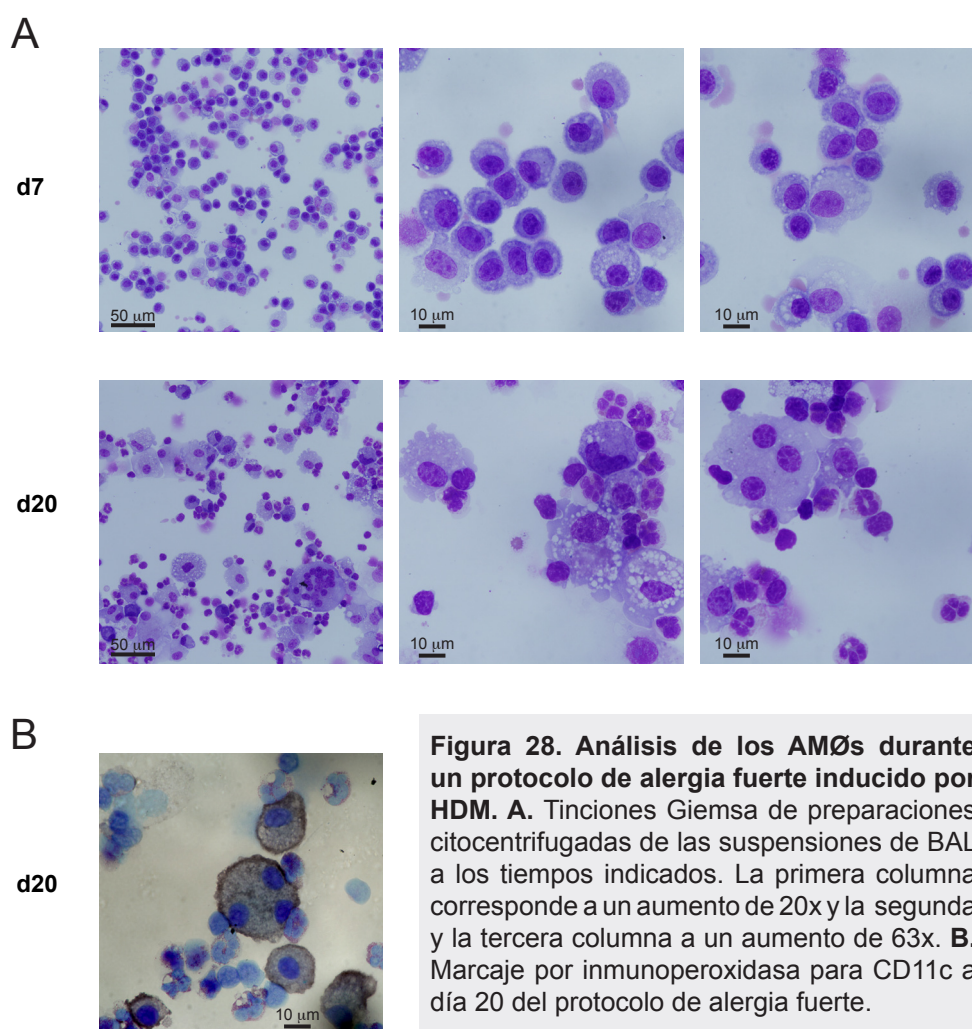 A
d7
50 µm
10 µm
10 µm
d20
50 µm
10 µm
10 µm
B
d20
10 µm
Figura 28. Análisis de los AMØs durante
un protocolo de alergia fuerte inducido por
HDM. A. Tinciones Giemsa de preparaciones
citocentrifugadas de las suspensiones de BAL
a los tiempos indicados. La primera columna
corresponde a un aumento de 20x y la segunda
y la tercera columna a un aumento de 63x. B.
Marcaje por inmunoperoxidasa para CD11c a
día 20 del protocolo de alergia fuerte.